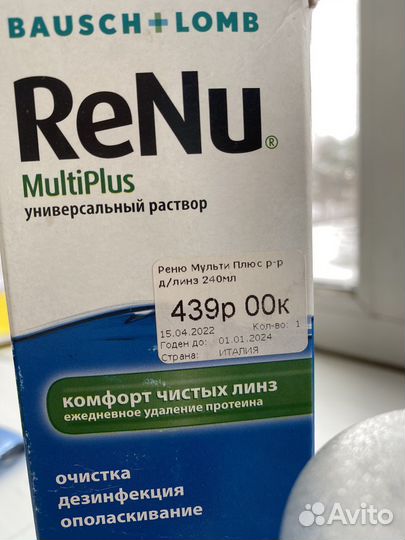 BAUSCH+LOMB
ReNu®
MultiPlus
универсальный раствор
Реню Мульти Плюс р-р
д/линз 240мл
439р 00к
15.04.2022 Кол-во: 1
Годен до: 01.01.2024
Страна: ИТАЛИЯ
комфорт чистых линз
ежедневное удаление протеина
очистка
дезинфекция
ополаскивание
Avito